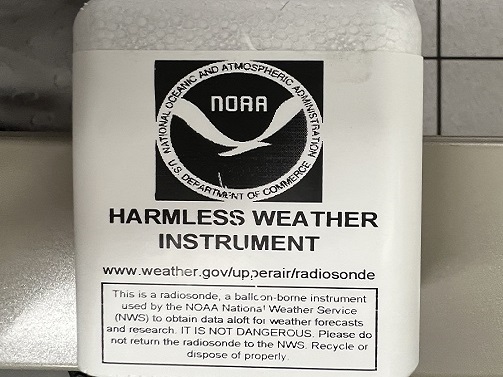 NATIONAL OCEANIC AND ATMOSPHERIC ADMINISTRATION
NOAA
U.S. DEPARTMENT OF COMMERCE
HARMLESS WEATHER
INSTRUMENT
www.weather.gov/upperair/radiosonde
This is a radiosonde, a balloon-borne instrument
used by the NOAA National Weather Service
(NWS) to obtain data aloft for weather forecasts
and research. IT IS NOT DANGEROUS. Please do
not return the radiosonde to the NWS. Recycle or
dispose of properly.